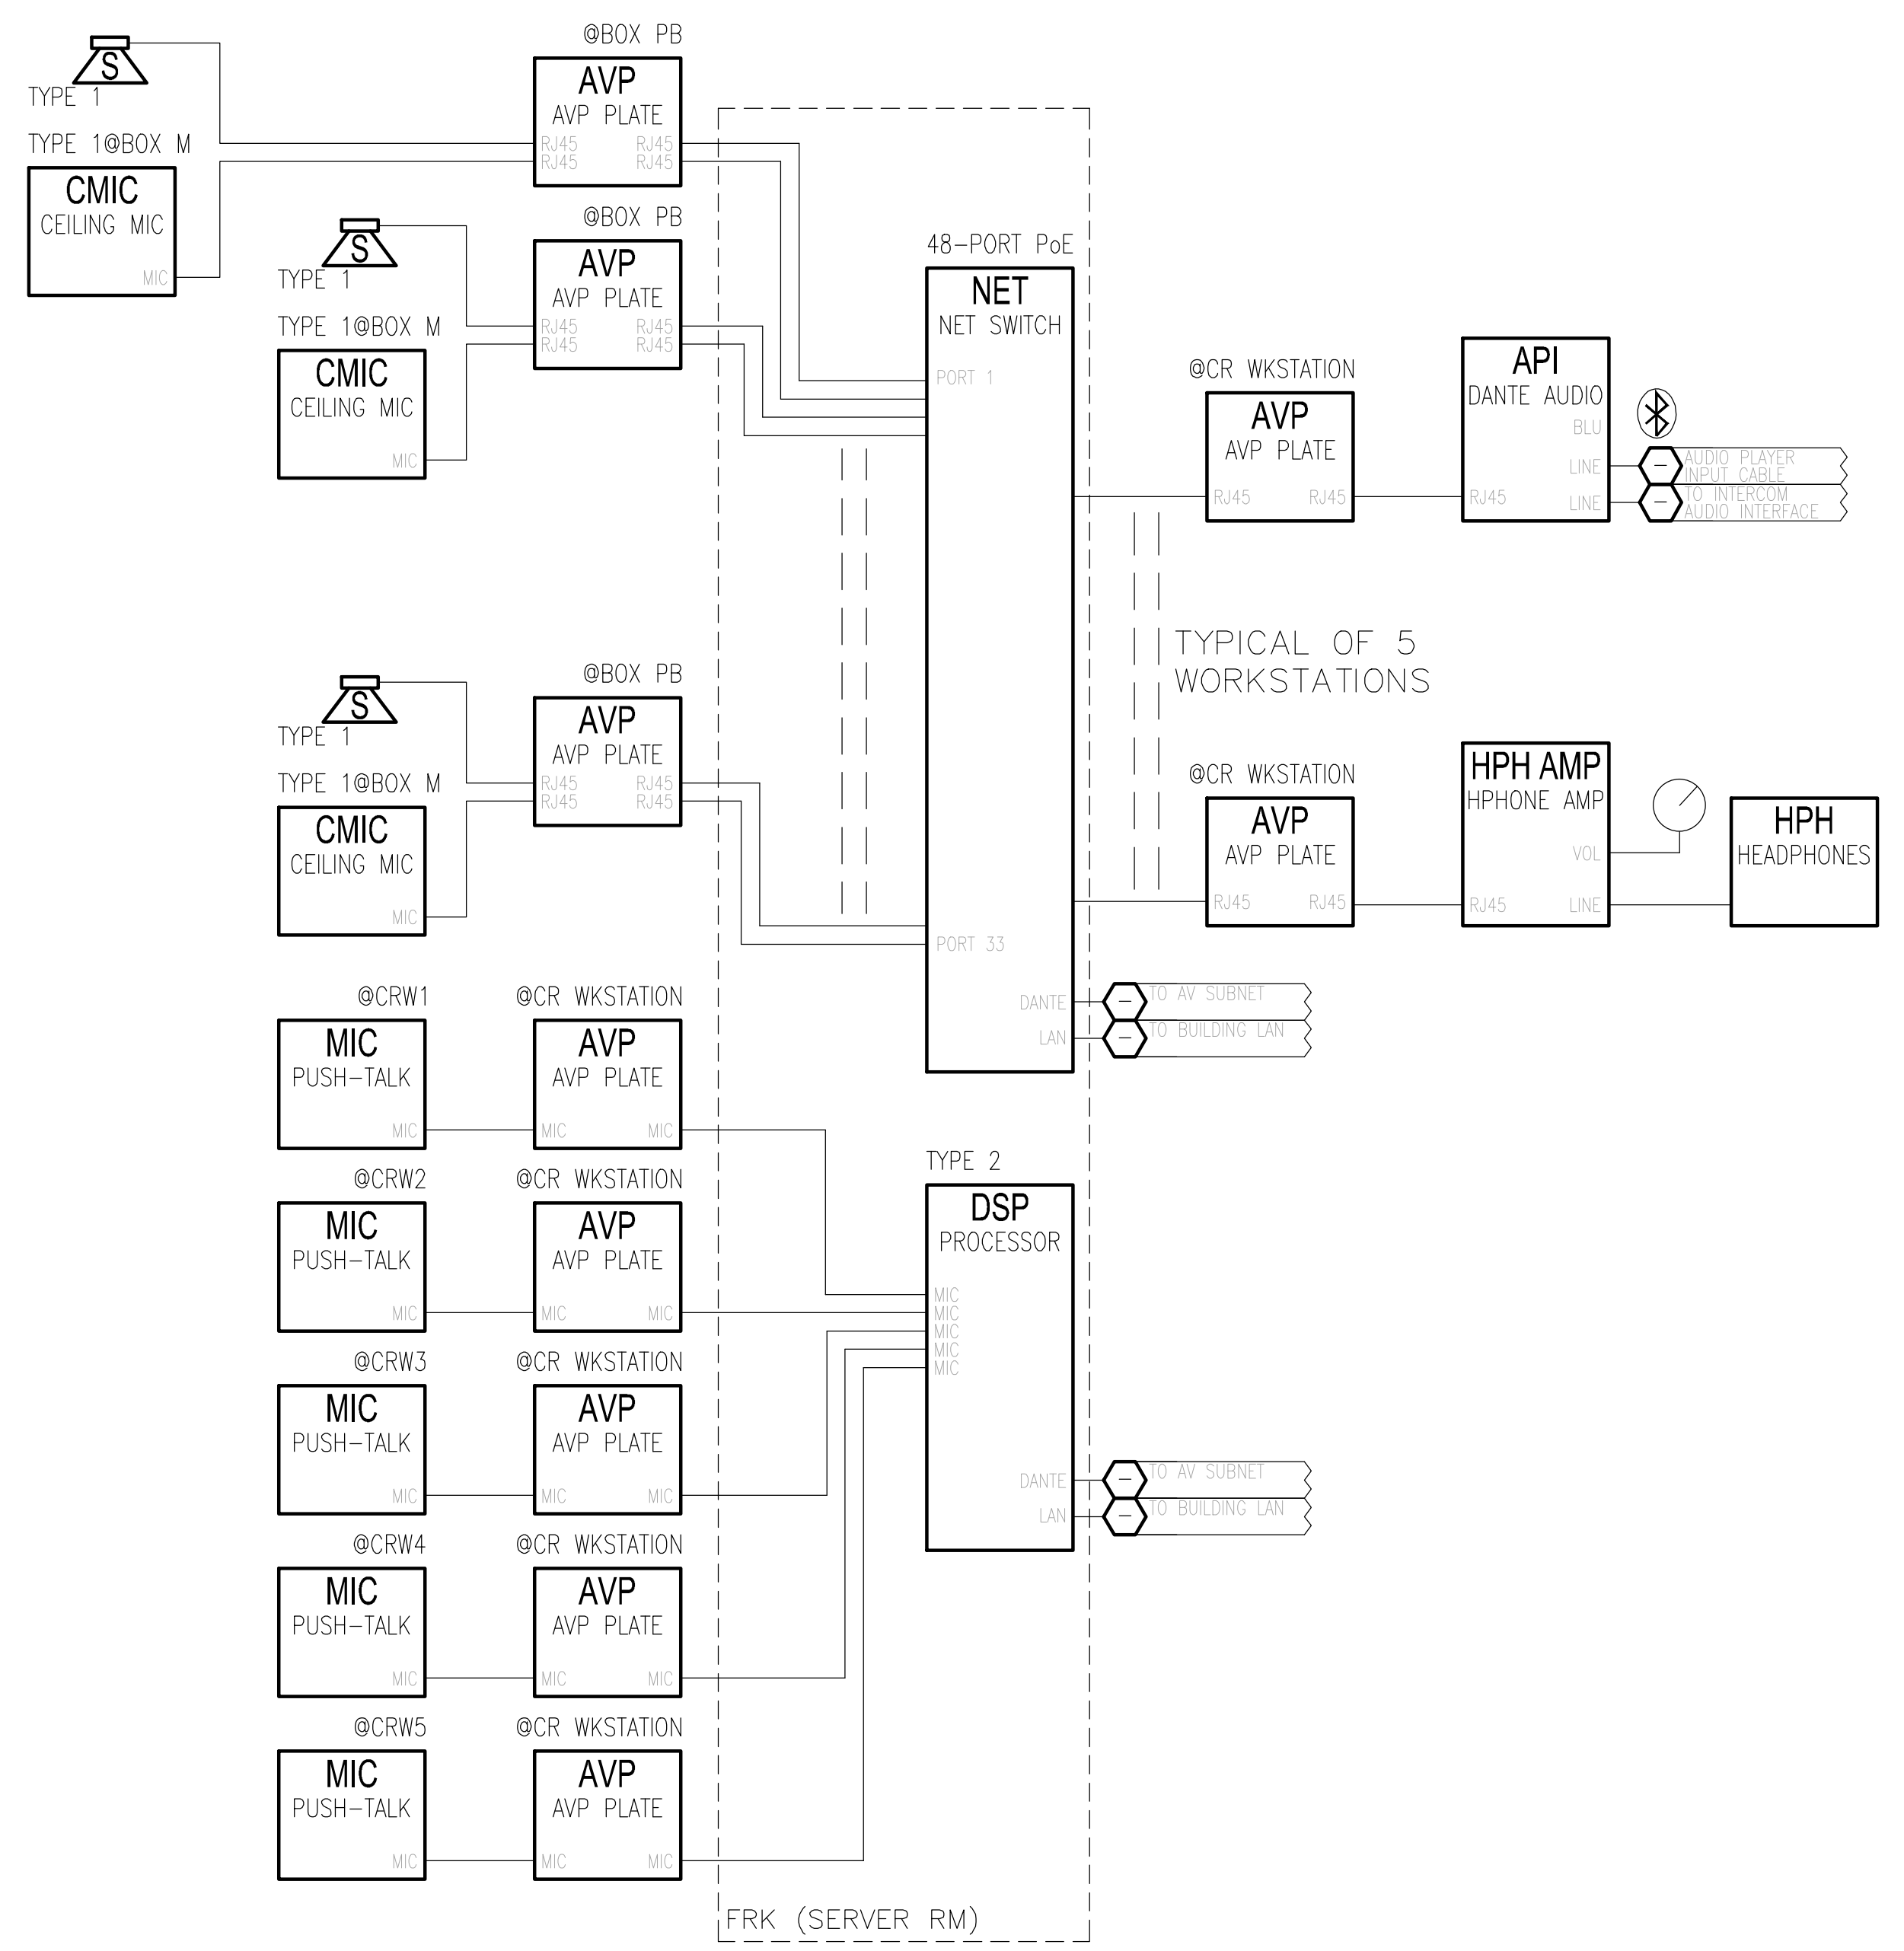 @BOX PB
S
TYPE 1
AVP
AVP PLATE
RJ45 RJ45
RJ45 RJ45
TYPE 1@BOX M
CMIC
CEILING MIC
MIC
@BOX PB
S
TYPE 1
AVP
AVP PLATE
RJ45 RJ45
RJ45 RJ45
TYPE 1@BOX M
CMIC
CEILING MIC
MIC
@BOX PB
S
TYPE 1
AVP
AVP PLATE
RJ45 RJ45
RJ45 RJ45
TYPE 1@BOX M
CMIC
CEILING MIC
MIC
48-PORT PoE
NET
NET SWITCH
PORT 1
PORT 33
DANTE
LAN
TO AV SUBNET
TO BUILDING LAN
@CR WKSTATION
AVP
AVP PLATE
RJ45 RJ45
API
DANTE AUDIO
BLU
LINE
LINE
RJ45
AUDIO PLAYER
INPUT CABLE
TO INTERCOM
AUDIO INTERFACE
TYPICAL OF 5
WORKSTATIONS
@CR WKSTATION
AVP
AVP PLATE
RJ45 RJ45
HPH AMP
HPHONE AMP
VOL
RJ45 LINE
HPH
HEADPHONES
@CRW1
MIC
PUSH-TALK
MIC
@CR WKSTATION
AVP
AVP PLATE
MIC MIC
@CRW2
MIC
PUSH-TALK
MIC
@CR WKSTATION
AVP
AVP PLATE
MIC MIC
@CRW3
MIC
PUSH-TALK
MIC
@CR WKSTATION
AVP
AVP PLATE
MIC MIC
@CRW4
MIC
PUSH-TALK
MIC
@CR WKSTATION
AVP
AVP PLATE
MIC MIC
@CRW5
MIC
PUSH-TALK
MIC
@CR WKSTATION
AVP
AVP PLATE
MIC MIC
TYPE 2
DSP
PROCESSOR
MIC
MIC
MIC
MIC
MIC
DANTE
LAN
TO AV SUBNET
TO BUILDING LAN
FRK (SERVER RM)